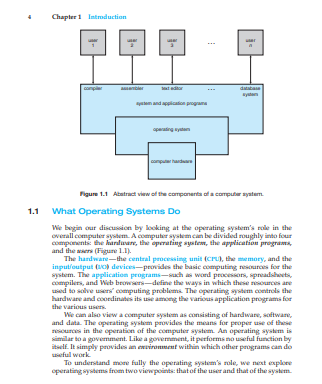 4 Chapter 1 Introduction
user
1
user
2
user
3
...
user
n
compiler assembler text editor ... database
system
system and application programs
operating system
computer hardware
Figure 1.1 Abstract view of the components of a computer system.
1.1 What Operating Systems Do
We begin our discussion by looking at the operating system's role in the
overall computer system. A computer system can be divided roughly into four
components: the hardware, the operating system, the application programs,
and the users (Figure 1.1).
The hardware—the central processing unit (CPU), the memory, and the
input/output (I/O) devices—provides the basic computing resources for the
system. The application programs—such as word processors, spreadsheets,
compilers, and Web browsers—define the ways in which these resources are
used to solve users' computing problems. The operating system controls the
hardware and coordinates its use among the various application programs for
the various users.
We can also view a computer system as consisting of hardware, software,
and data. The operating system provides the means for proper use of these
resources in the operation of the computer system. An operating system is
similar to a government. Like a government, it performs no useful function by
itself. It simply provides an environment within which other programs can do
useful work.
To understand more fully the operating system's role, we next explore
operating systems from two viewpoints: that of the user and that of the system.